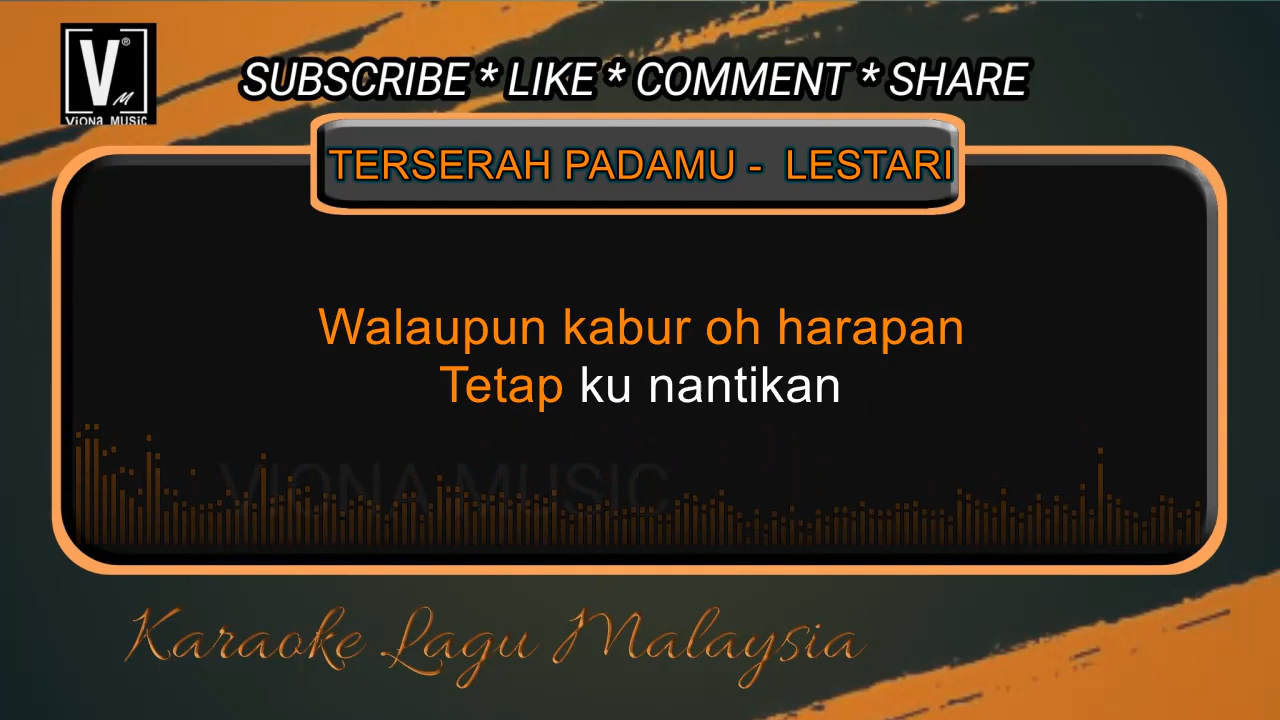 V®
M
ViONa MUSiC
SUBSCRIBE * LIKE * COMMENT * SHARE
TERSERAH PADAMU - LESTARI
Walaupun kabur oh harapan
Tetap ku nantikan
VIONA MUSIC
Karaoke Lagu Malaysia